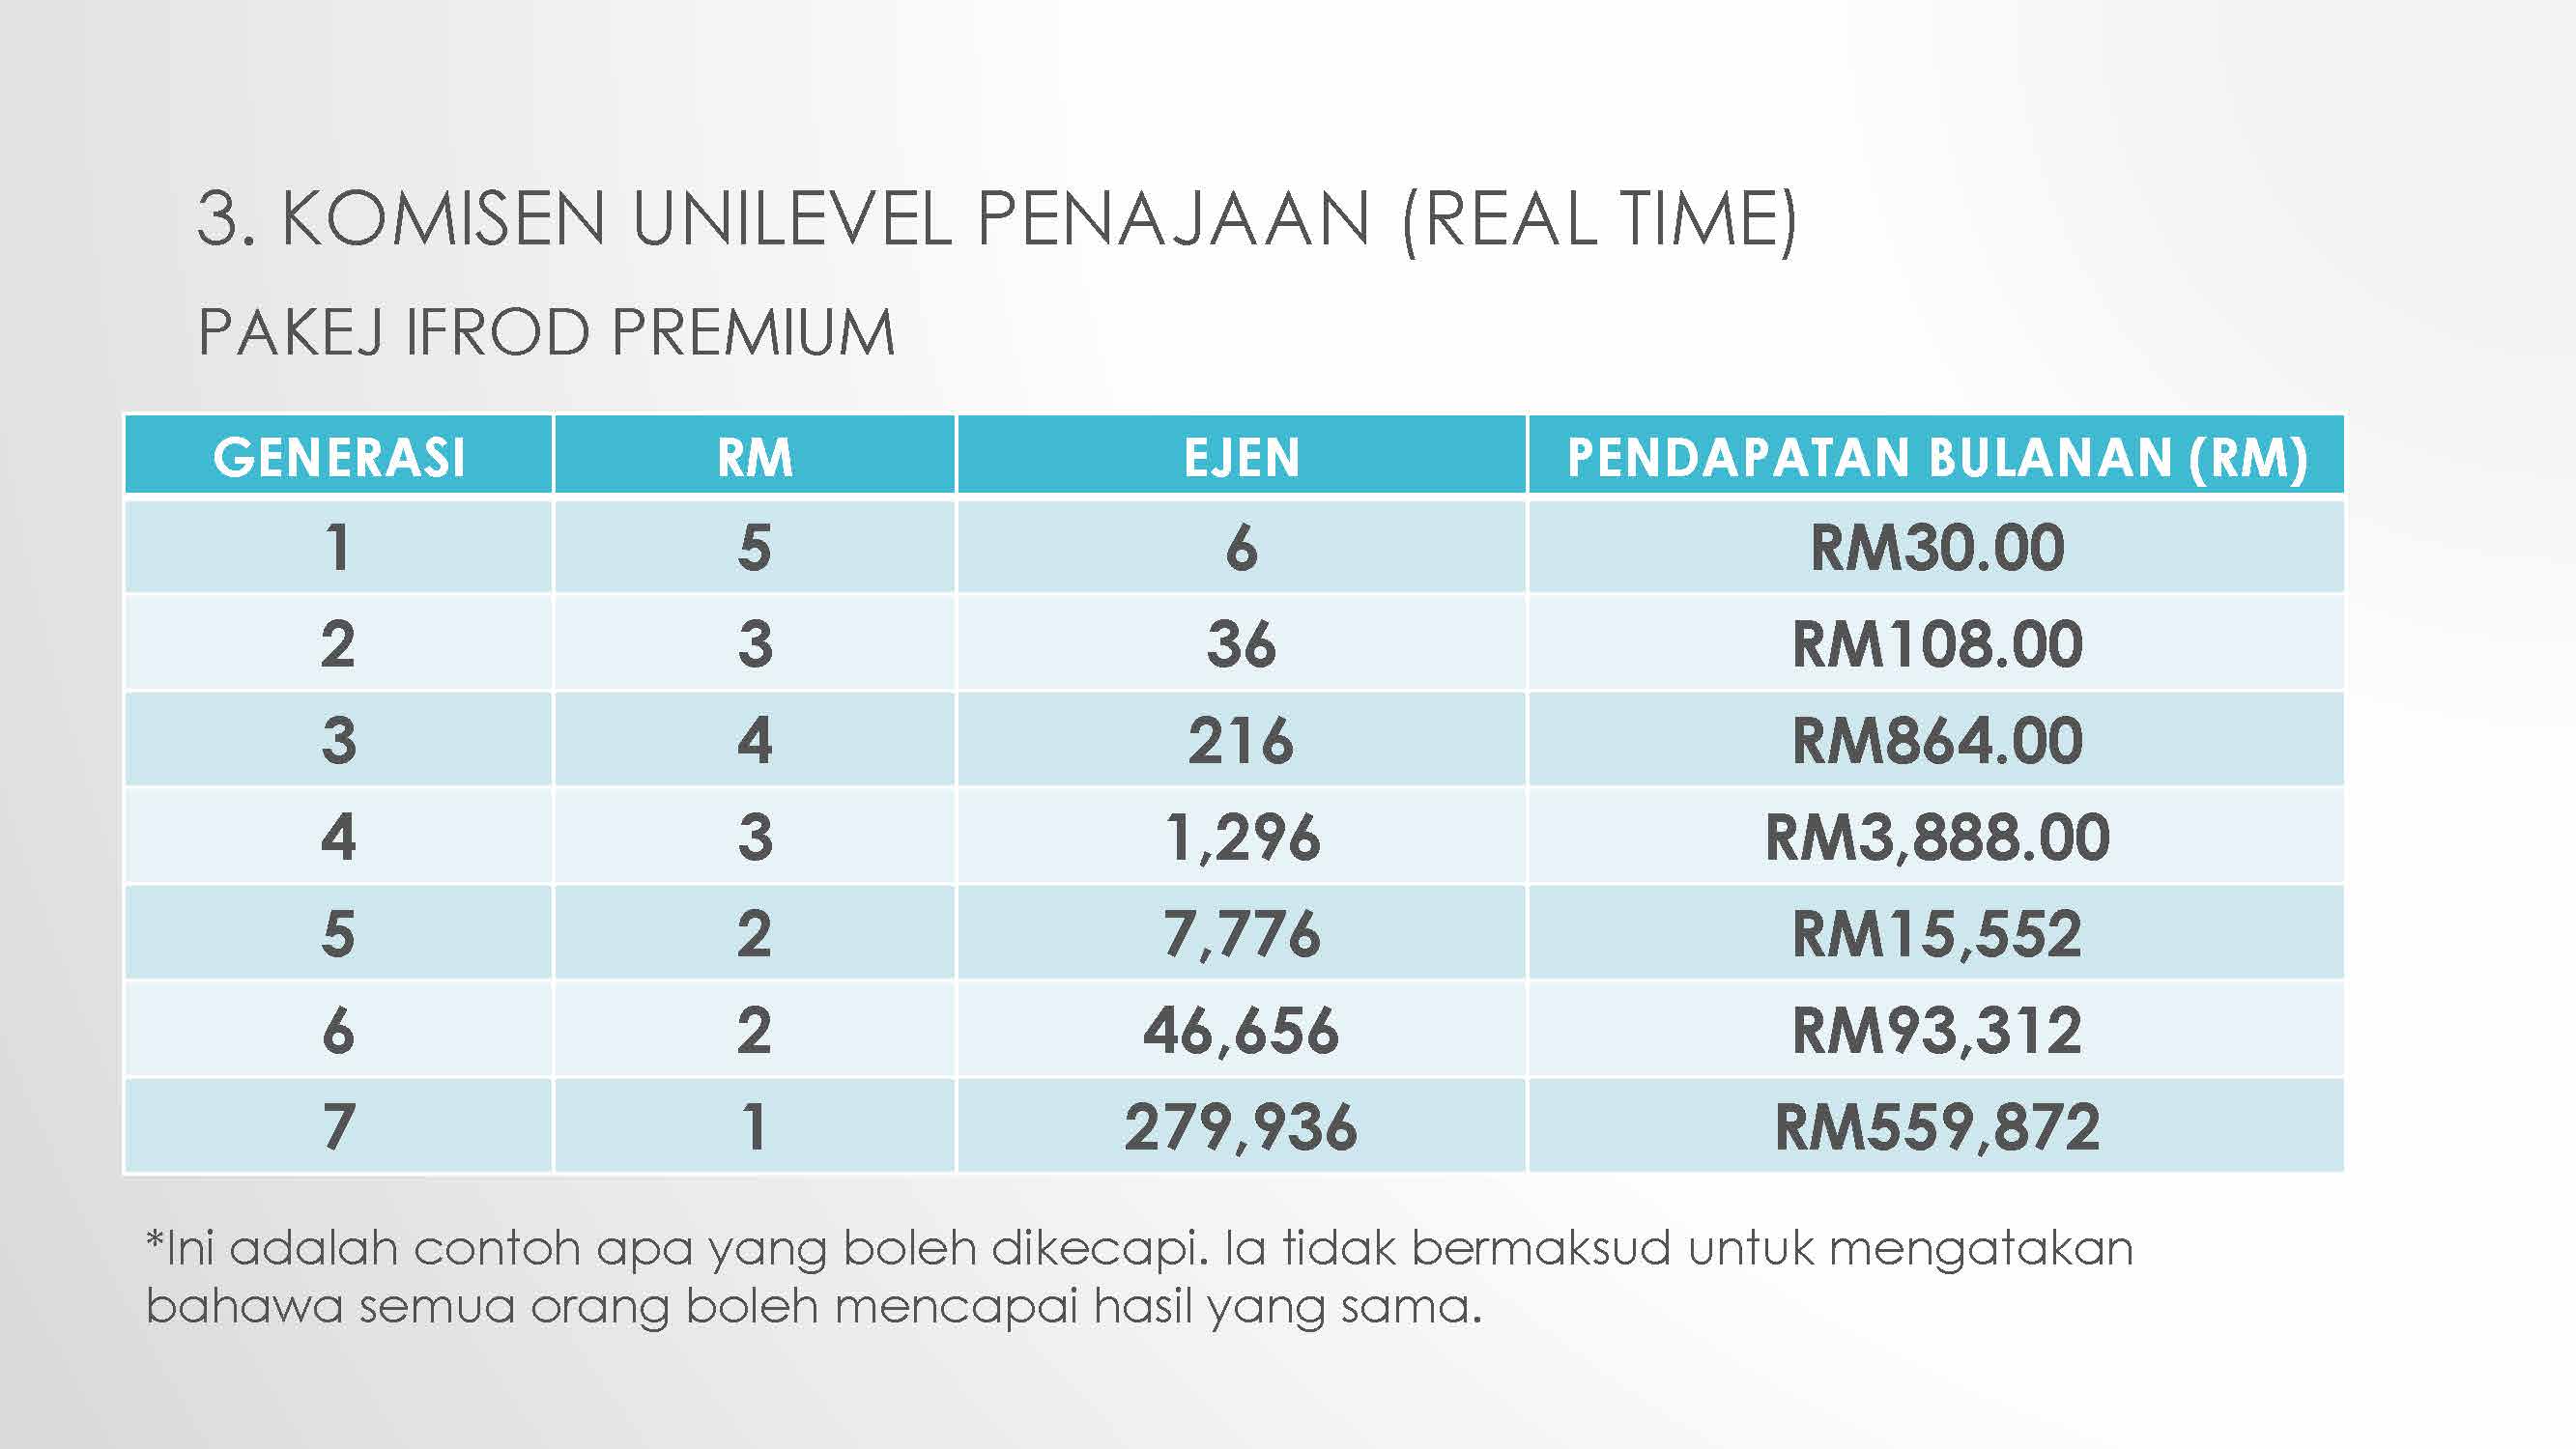 3. KOMISEN UNILEVEL PENAJAAN (REAL TIME)
PAKEJ IFROD PREMIUM
GENERASI RM EJEN PENDAPATAN BULANAN (RM)
1 5 6 RM30.00
2 3 36 RM108.00
3 4 216 RM864.00
4 3 1,296 RM3,888.00
5 2 7,776 RM15,552
6 2 46,656 RM93,312
7 1 279,936 RM559,872
*Ini adalah contoh apa yang boleh dikecapi. Ia tidak bermaksud untuk mengatakan
bahawa semua orang boleh mencapai hasil yang sama.